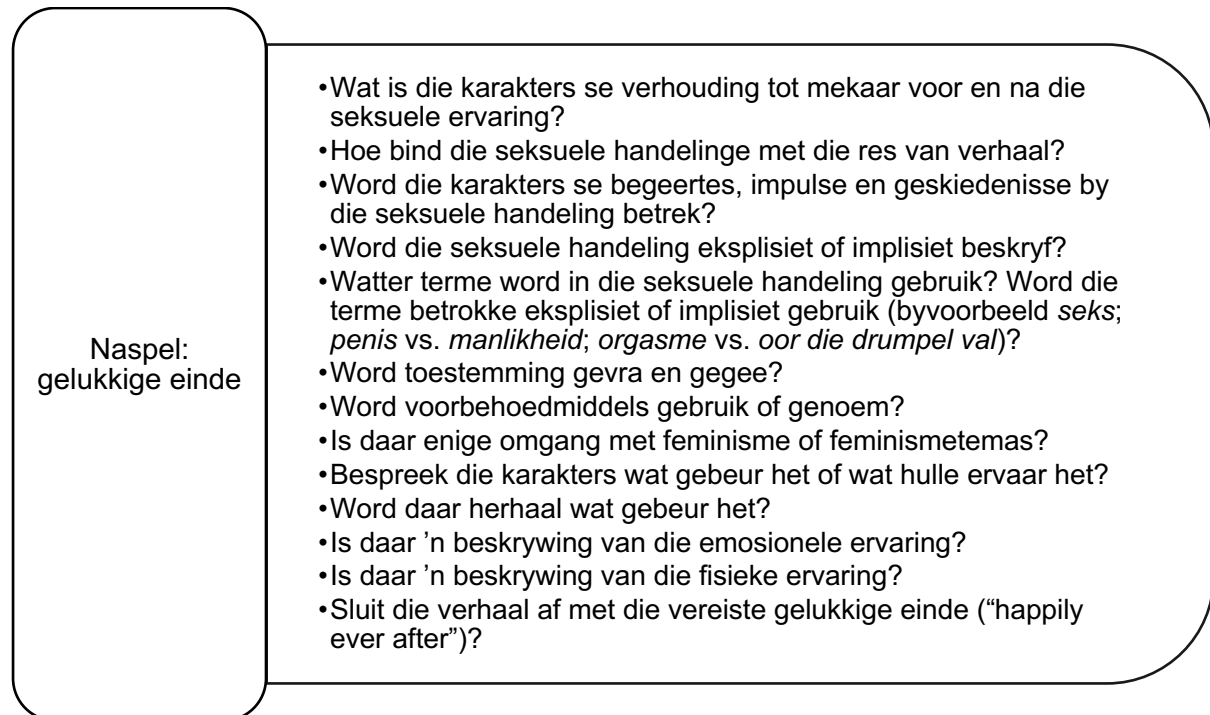 Naspel:
gelukkige einde
•Wat is die karakters se verhouding tot mekaar voor en na die
seksuele ervaring?
•Hoe bind die seksuele handelinge met die res van verhaal?
•Word die karakters se begeertes, impulse en geskiedenisse by
die seksuele handeling betrek?
•Word die seksuele handeling eksplisiet of implisiet beskryf?
•Watter terme word in die seksuele handeling gebruik? Word die
terme betrokke eksplisiet of implisiet gebruik (byvoorbeeld seks;
penis vs. manlikheid; orgasme vs. oor die drumpel val)?
•Word toestemming gevra en gegee?
•Word voorbehoedmiddels gebruik of genoem?
•Is daar enige omgang met feminisme of feminismetemas?
•Bespreek die karakters wat gebeur het of wat hulle ervaar het?
•Word daar herhaal wat gebeur het?
•Is daar ’n beskrywing van die emosionele ervaring?
•Is daar ’n beskrywing van die fisieke ervaring?
•Sluit die verhaal af met die vereiste gelukkige einde (“happily
ever after”)?